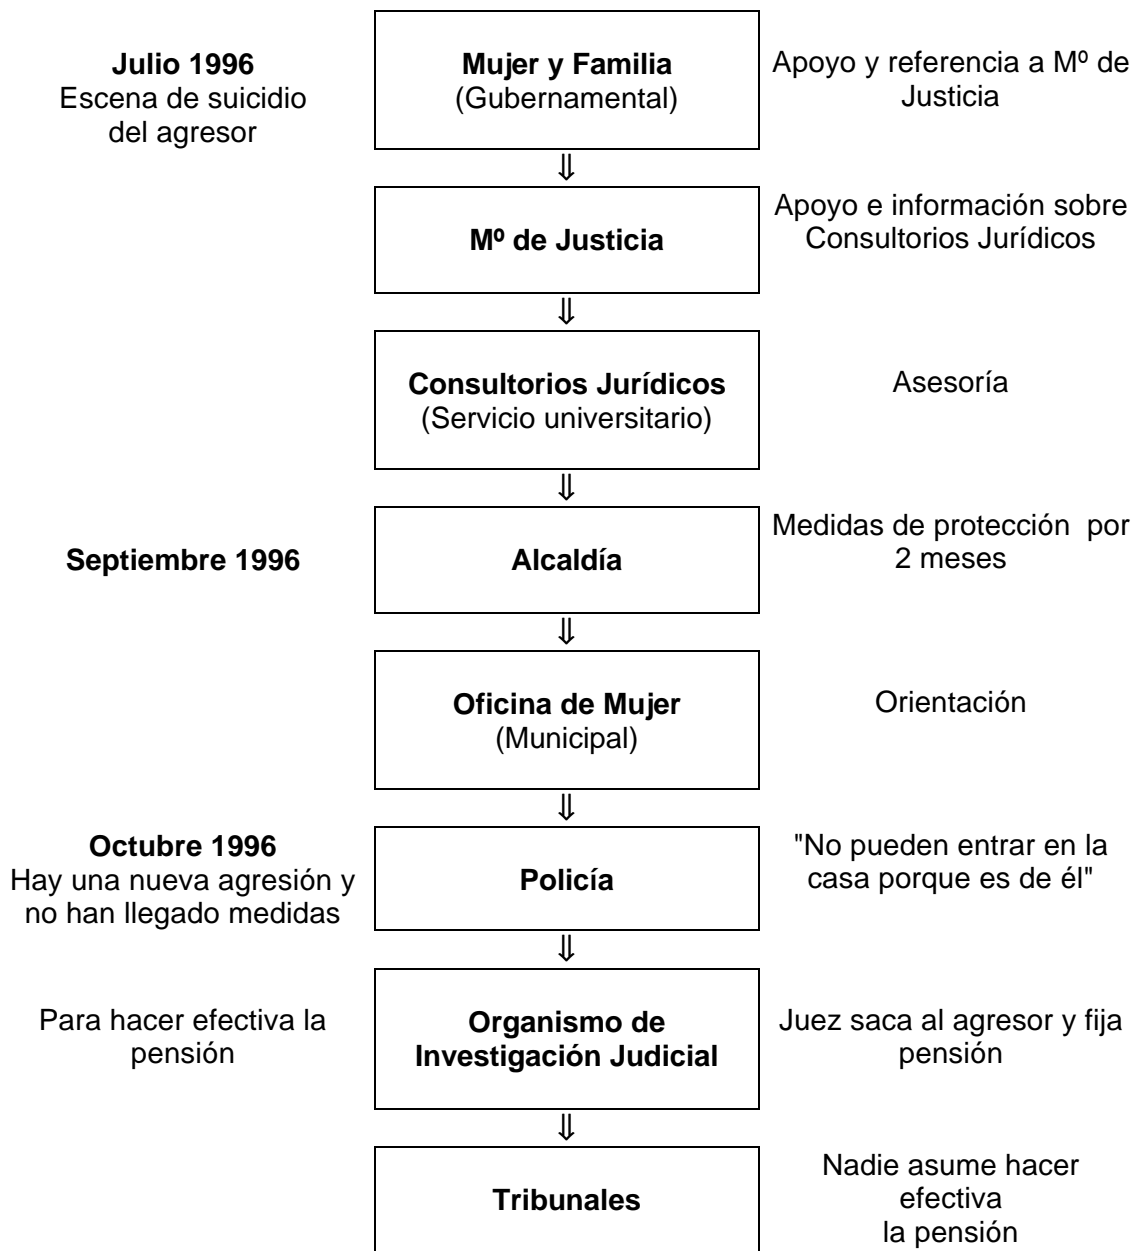 Julio 1996
Escena de suicidio
del agresor
Mujer y Familia
(Gubernamental)
Apoyo y referencia a Mº de
Justicia
⇓
Mº de Justicia
Apoyo e información sobre
Consultorios Jurídicos
⇓
Consultorios Jurídicos
(Servicio universitario)
Asesoría
⇓
Septiembre 1996
Alcaldía
Medidas de protección  por
2 meses
⇓
Oficina de Mujer
(Municipal)
Orientación
⇓
Octubre 1996
Hay una nueva agresión y
no han llegado medidas
Policía
"No pueden entrar en la
casa porque es de él"
⇓
Para hacer efectiva la
pensión
Organismo de
Investigación Judicial
Juez saca al agresor y fija
pensión
⇓
Tribunales
Nadie asume hacer
efectiva
la pensión